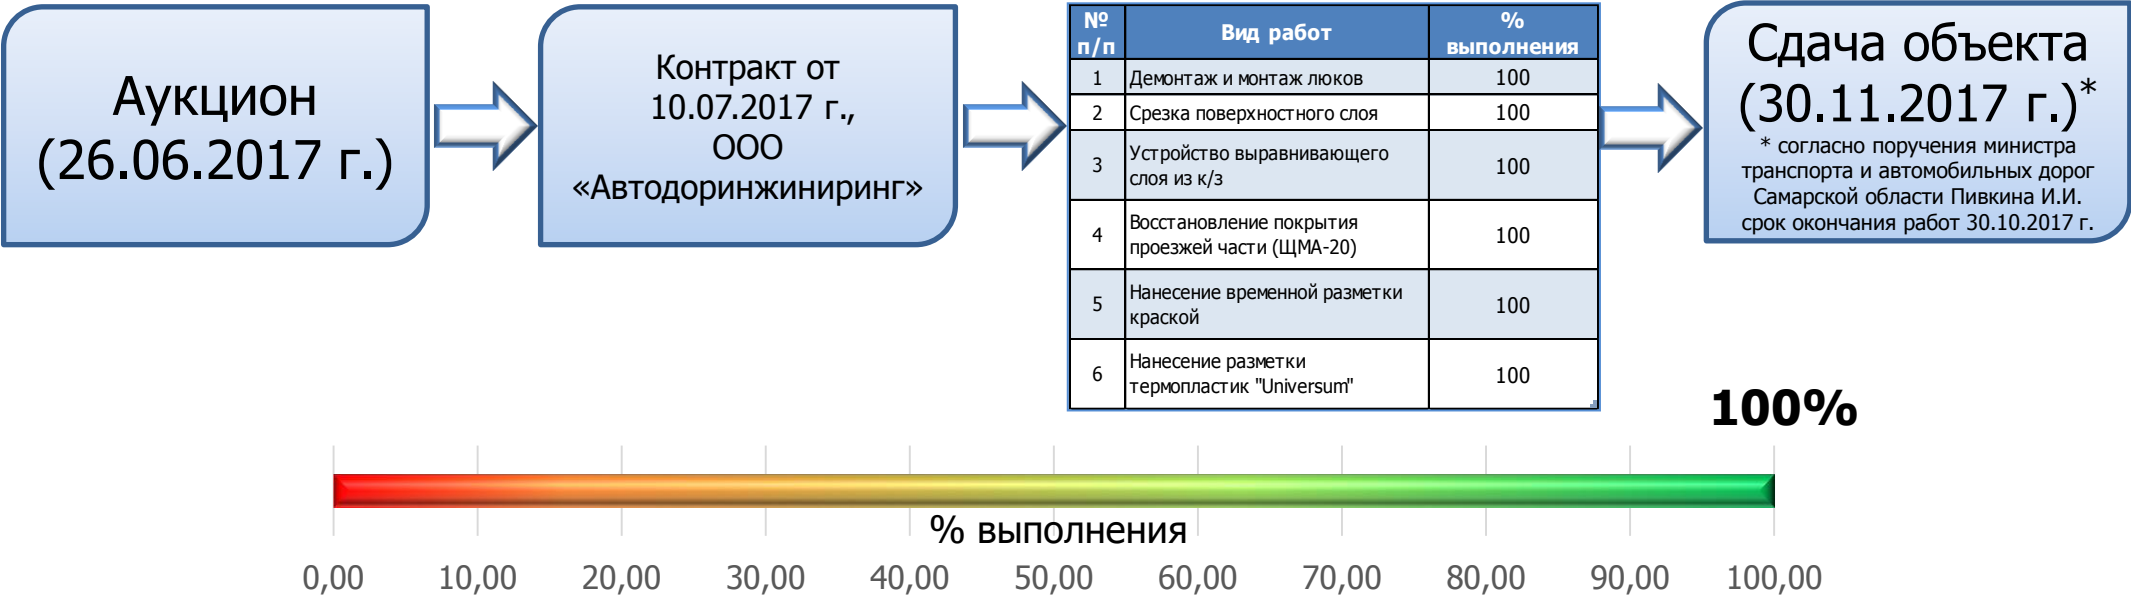 Аукцион
(26.06.2017 г.)
Контракт от
10.07.2017 г.,
ООО
«Автодоринжиниринг»
№ п/п Вид работ % выполнения
1 Демонтаж и монтаж люков 100
2 Срезка поверхностного слоя 100
3 Устройство выравнивающего
слоя из к/з 100
4 Восстановление покрытия
проезжей части (ЩМА-20) 100
5 Нанесение временной разметки
краской 100
6 Нанесение разметки
термопластик "Universum" 100
Сдача объекта
(30.11.2017 г.)*
* согласно поручения министра
транспорта и автомобильных дорог
Самарской области Пивкина И.И.
срок окончания работ 30.10.2017 г.
100%
% выполнения
0,00 10,00 20,00 30,00 40,00 50,00 60,00 70,00 80,00 90,00 100,00